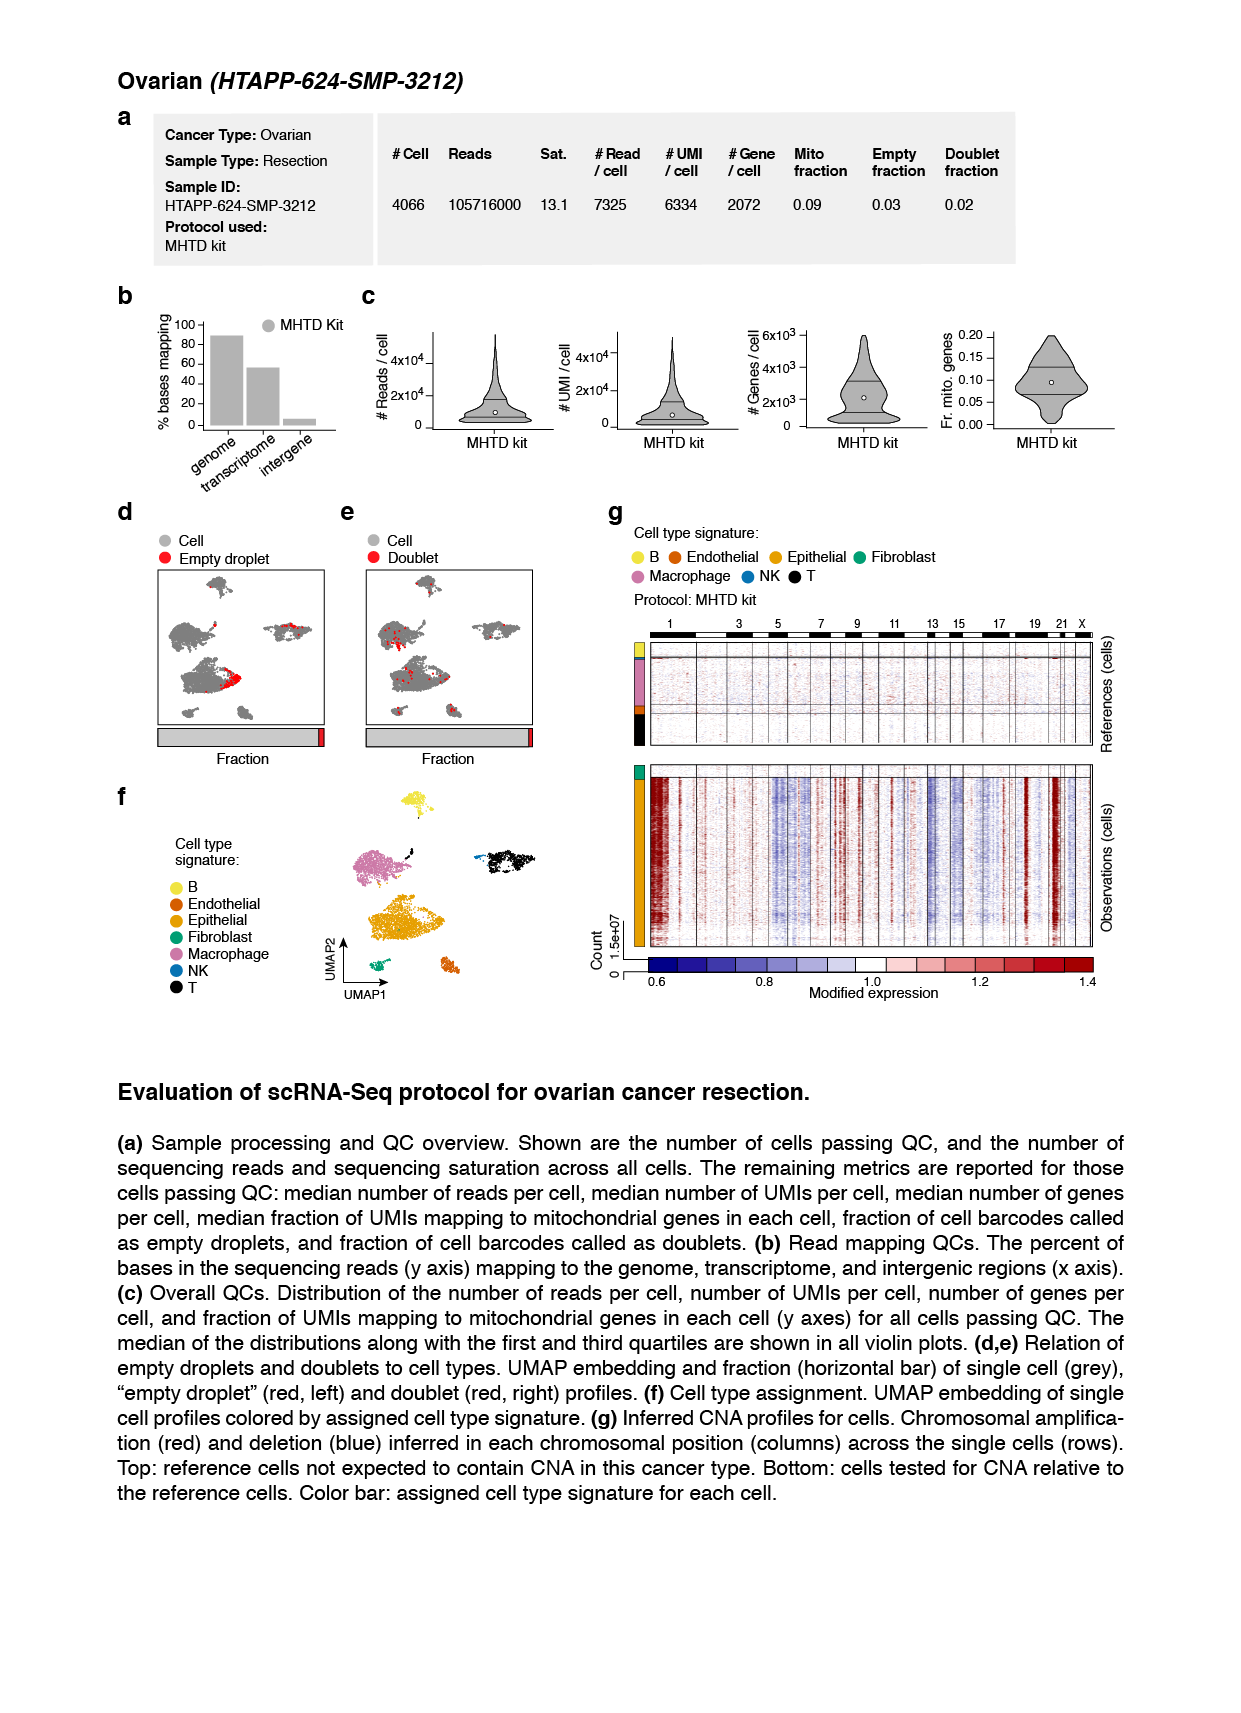 Ovarian (HTAPP-624-SMP-3212)
a
Cancer Type: Ovarian
Sample Type: Resection
Sample ID:
HTAPP-624-SMP-3212
Protocol used:
MHTD kit
# Cell Reads Sat. # Read / cell # UMI / cell # Gene / cell Mito fraction Empty fraction Doublet fraction
4066 105716000 13.1 7325 6334 2072 0.09 0.03 0.02
b
% bases mapping
100
80
60
40
20
0
MHTD Kit
genome
transcriptome
intergene
c
# Reads / cell
4x10⁴
2x10⁴
0
MHTD kit
# UMI / cell
4x10⁴
2x10⁴
0
MHTD kit
# Genes / cell
6x10³
4x10³
2x10³
0
MHTD kit
Fr. mito. genes
0.20
0.15
0.10
0.05
0.00
MHTD kit
d
Cell
Empty droplet
Fraction
e
Cell
Doublet
Fraction
f
Cell type
signature:
B
Endothelial
Epithelial
Fibroblast
Macrophage
NK
T
UMAP2
UMAP1
g
Cell type signature:
B Endothelial Epithelial Fibroblast
Macrophage NK T
Protocol: MHTD kit
1 3 5 7 9 11 13 15 17 19 21 X
References (cells)
Observations (cells)
Count
0 1.5e+07
0.6 0.8 1.0 1.2 1.4
Modified expression
Evaluation of scRNA-Seq protocol for ovarian cancer resection.
(a) Sample processing and QC overview. Shown are the number of cells passing QC, and the number of
sequencing reads and sequencing saturation across all cells. The remaining metrics are reported for those
cells passing QC: median number of reads per cell, median number of UMIs per cell, median number of genes
per cell, median fraction of UMIs mapping to mitochondrial genes in each cell, fraction of cell barcodes called
as empty droplets, and fraction of cell barcodes called as doublets. (b) Read mapping QCs. The percent of
bases in the sequencing reads (y axis) mapping to the genome, transcriptome, and intergenic regions (x axis).
(c) Overall QCs. Distribution of the number of reads per cell, number of UMIs per cell, number of genes per
cell, and fraction of UMIs mapping to mitochondrial genes in each cell (y axes) for all cells passing QC. The
median of the distributions along with the first and third quartiles are shown in all violin plots. (d,e) Relation of
empty droplets and doublets to cell types. UMAP embedding and fraction (horizontal bar) of single cell (grey),
“empty droplet” (red, left) and doublet (red, right) profiles. (f) Cell type assignment. UMAP embedding of single
cell profiles colored by assigned cell type signature. (g) Inferred CNA profiles for cells. Chromosomal amplifica-
tion (red) and deletion (blue) inferred in each chromosomal position (columns) across the single cells (rows).
Top: reference cells not expected to contain CNA in this cancer type. Bottom: cells tested for CNA relative to
the reference cells. Color bar: assigned cell type signature for each cell.